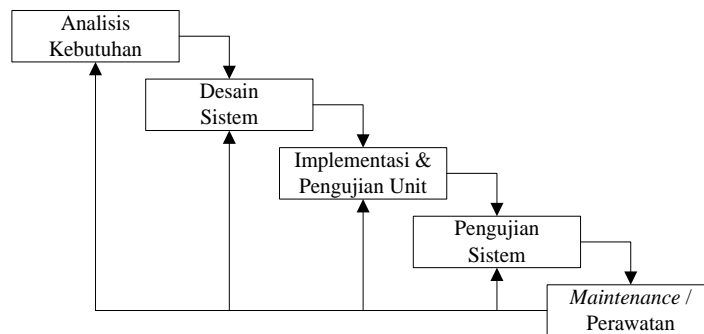 Analisis
Kebutuhan
Desain
Sistem
Implementasi &
Pengujian Unit
Pengujian
Sistem
Maintenance /
Perawatan